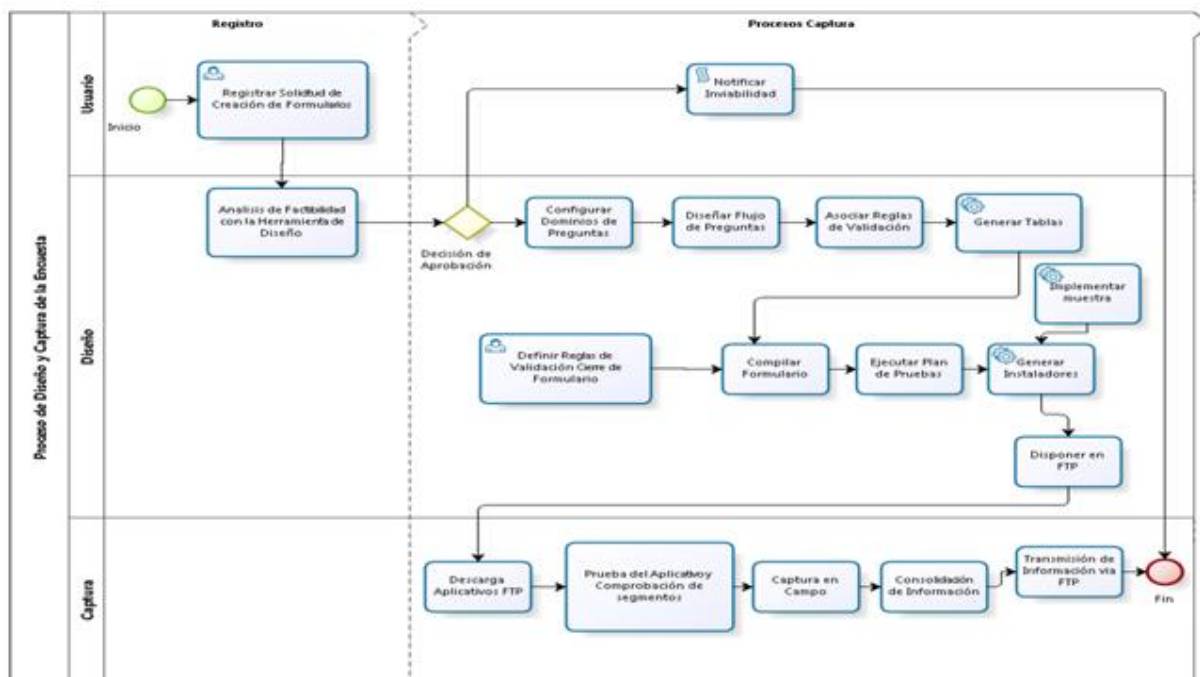 Registro
Procesos Captura
Proceso de Diseño y Captura de la Encuesta
Usuario
Inicio
Registrar Solicitud de
Creación de Formularios
Notificar
Inviabilidad
Diseño
Analisis de Factibilidad
con la Herramienta de
Diseño
Decisión de
Aprobación
Configurar
Dominios de
Preguntas
Diseñar Flujo
de Preguntas
Asociar Reglas
de Validación
Generar Tablas
Implementar
muestra
Definir Reglas de
Validación Cierre de
Formulario
Compilar
Formulario
Ejecutar Plan
de Pruebas
Generar
Instaladores
Disponer en
FTP
Captura
Descarga
Aplicativos FTP
Prueba del Aplicativo y
Comprobación de
segmentos
Captura en
Campo
Consolidación
de Información
Transmisión de
Información via
FTP
Fin